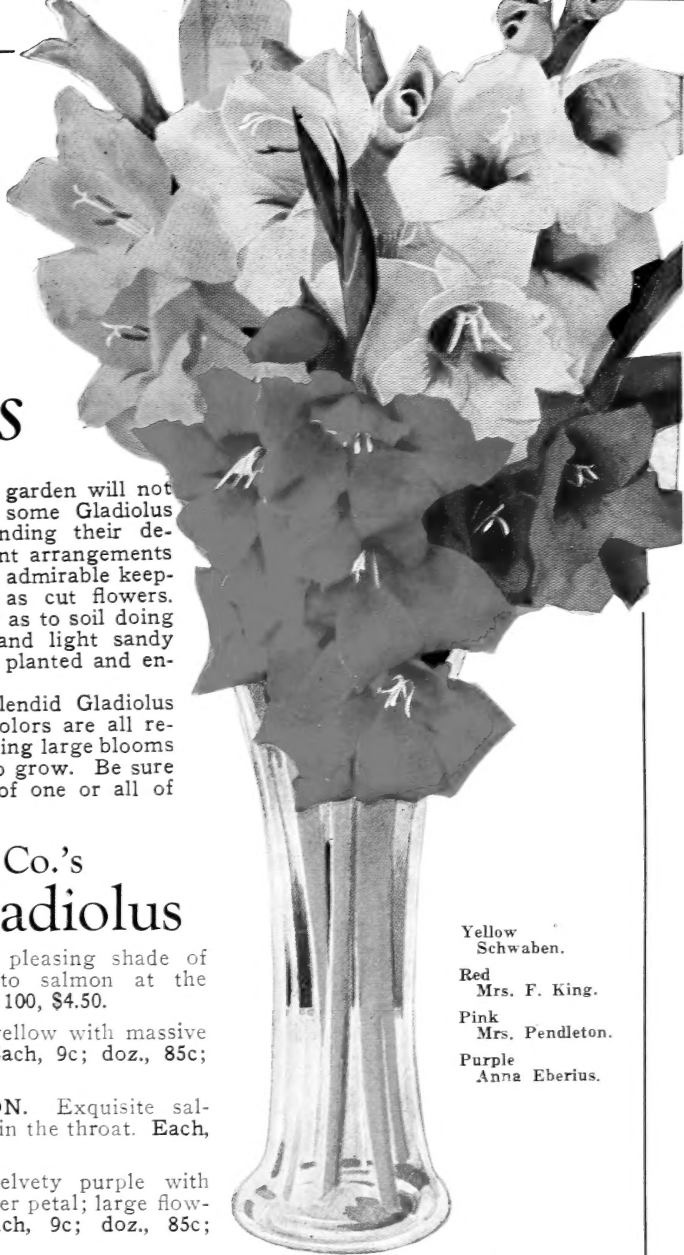 s
garden will not
some Gladiolus
nding their de-
nt arrangements
admirable keep-
as cut flowers.
as to soil doing
and light sandy
planted and en-
lendid Gladiolus
olors are all re-
ing large blooms
o grow. Be sure
of one or all of
Co.'s
adiolus
pleasing shade of
to salmon at the
100, $4.50.
ellow with massive
ach, 9c; doz., 85c;
ON. Exquisite sal-
in the throat. Each,
elvety purple with
er petal; large flow-
ach, 9c; doz., 85c;
Yellow
Schwaben.
Red
Mrs. F. King.
Pink
Mrs. Pendleton.
Purple
Anna Eberius.